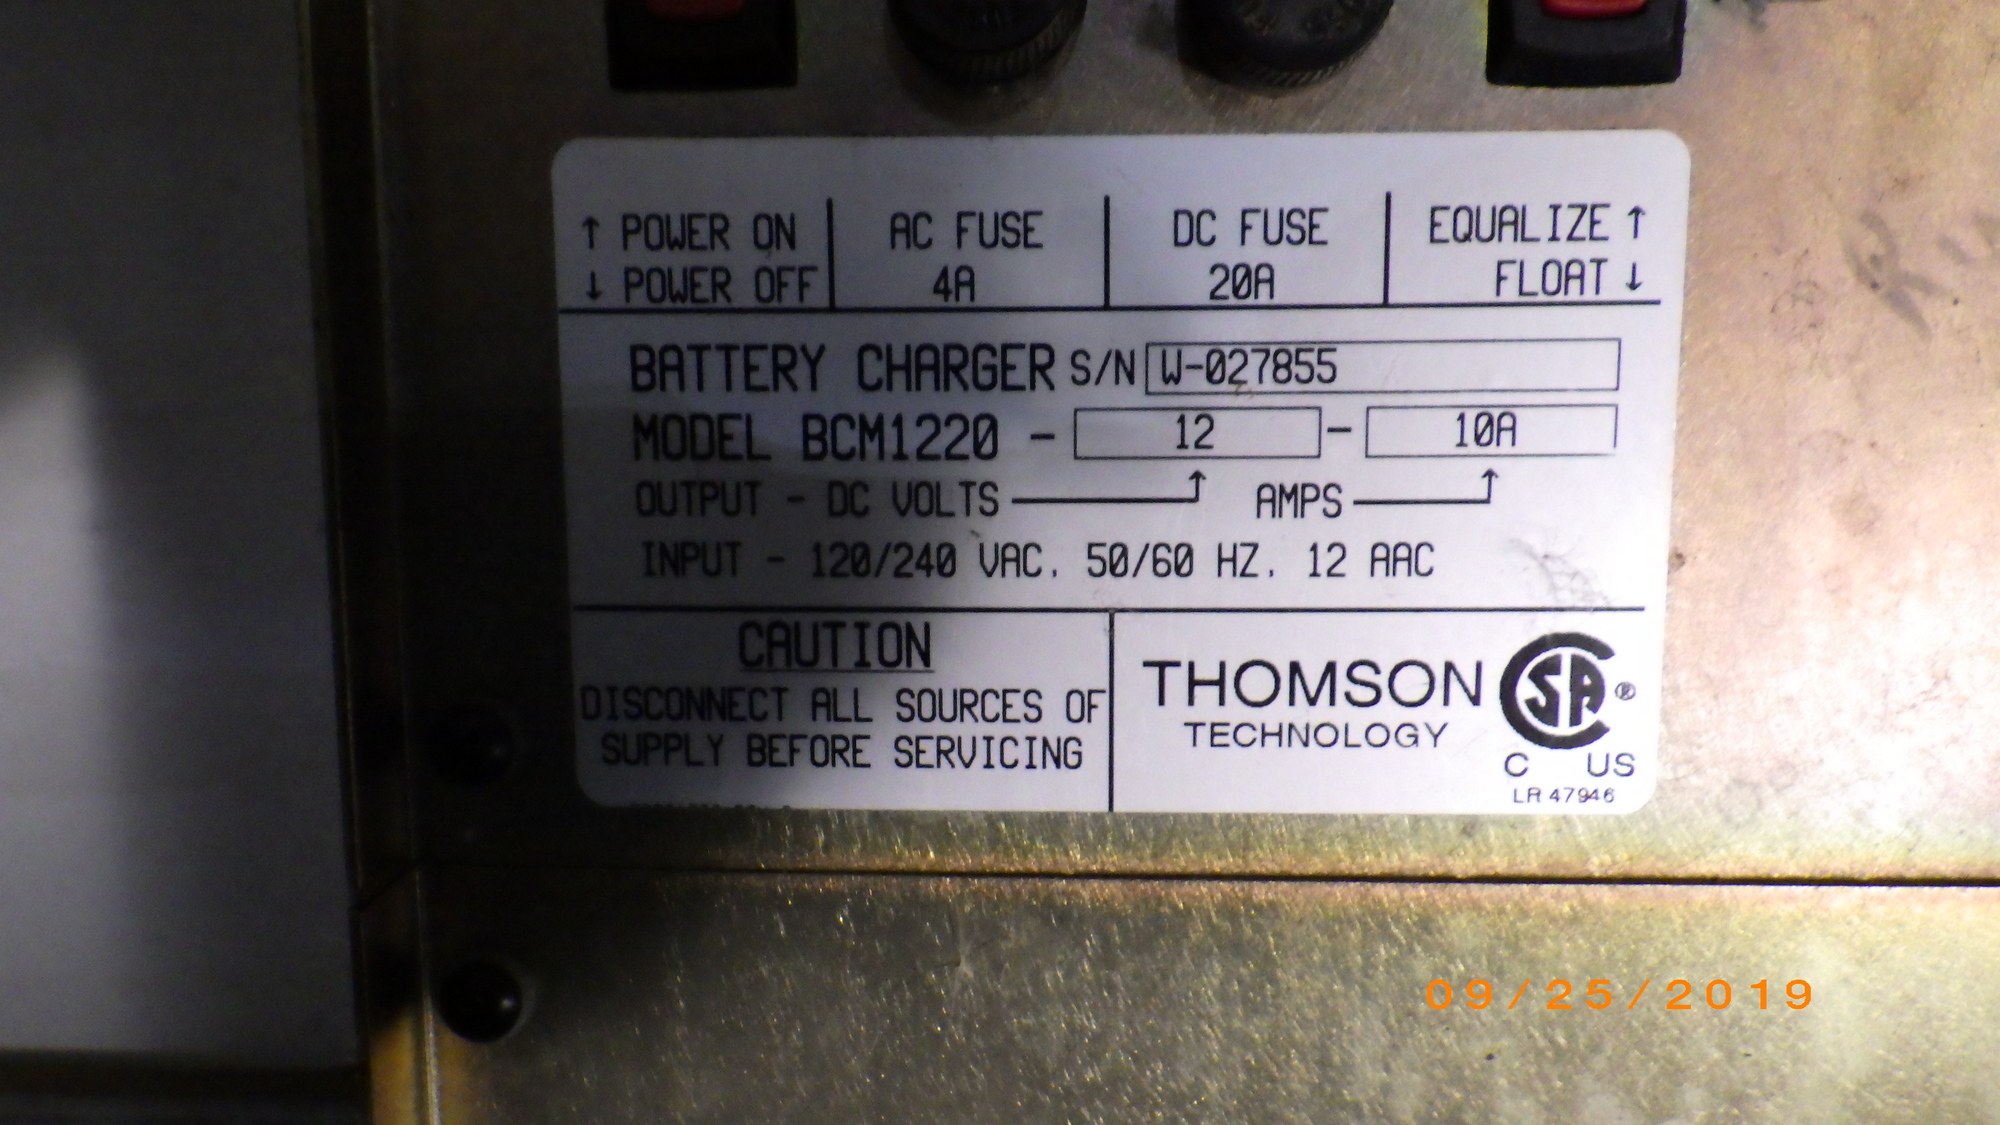 ↑ POWER ON
↓ POWER OFF
AC FUSE
4A
DC FUSE
20A
EQUALIZE ↑
FLOAT ↓
BATTERY CHARGER S/N W-027855
MODEL BCM1220 - 12 - 10A
OUTPUT - DC VOLTS AMPS
INPUT - 120/240 VAC. 50/60 HZ. 12 AAC
CAUTION
DISCONNECT ALL SOURCES OF
SUPPLY BEFORE SERVICING
THOMSON
TECHNOLOGY
SA ®
C US
LR 47946
09/25/2019